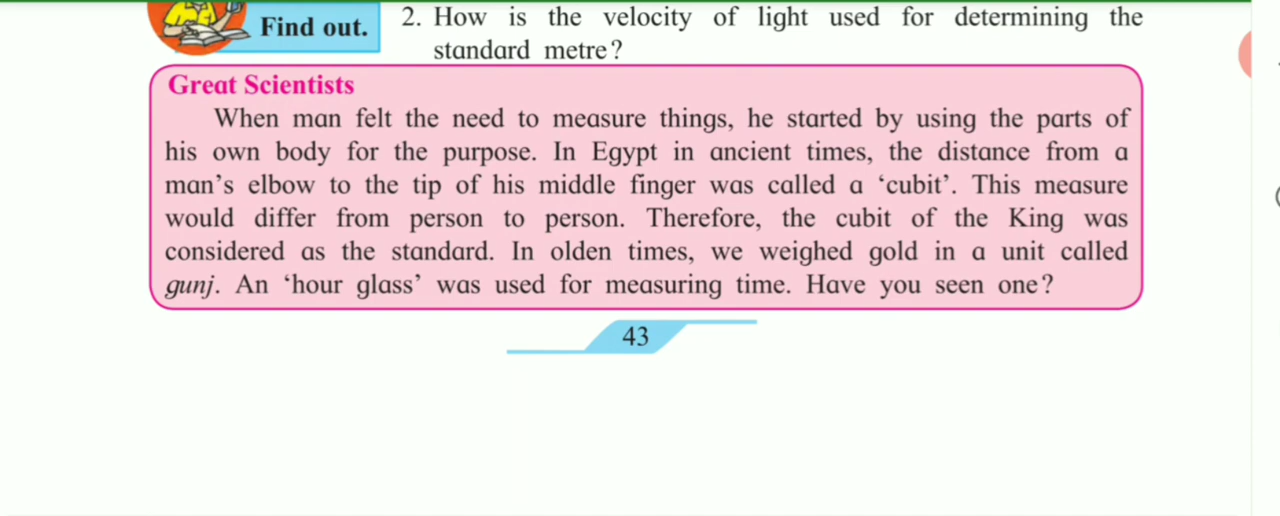 Find out.
2. How is the velocity of light used for determining the
standard metre?
Great Scientists
When man felt the need to measure things, he started by using the parts of
his own body for the purpose. In Egypt in ancient times, the distance from a
man's elbow to the tip of his middle finger was called a 'cubit'. This measure
would differ from person to person. Therefore, the cubit of the King was
considered as the standard. In olden times, we weighed gold in a unit called
gunj. An 'hour glass' was used for measuring time. Have you seen one?
43